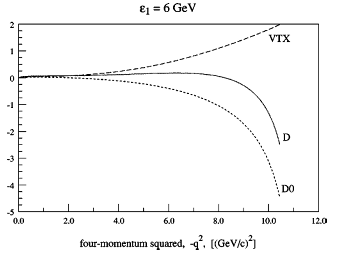 ε₁ = 6 GeV
2
VTX
1
0
-1
-2
D
-3
-4
D0
-5
0.0 2.0 4.0 6.0 8.0 10.0 12.0
four-momentum squared, -q², [(GeV/c)²]